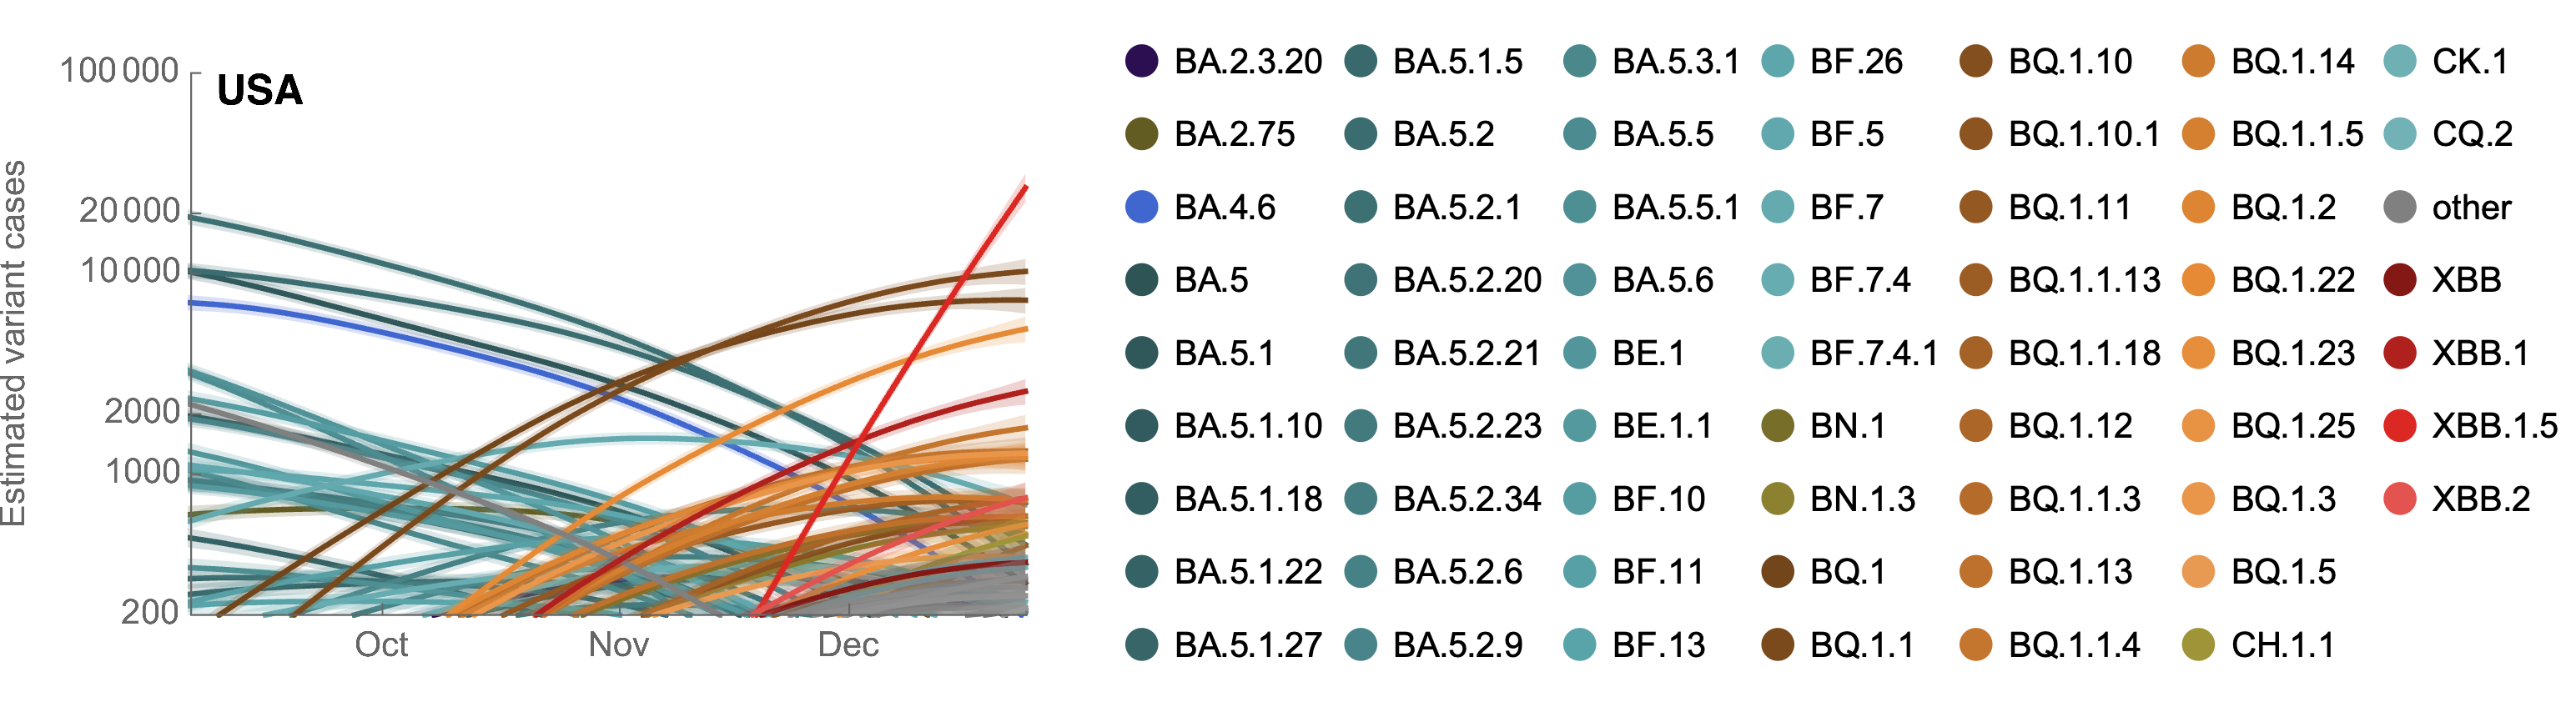 USA
Estimated variant cases
100 000
20 000
10 000
2000
1000
200
Oct Nov Dec
BA.2.3.20
BA.2.75
BA.4.6
BA.5
BA.5.1
BA.5.1.10
BA.5.1.18
BA.5.1.22
BA.5.1.27
BA.5.1.5
BA.5.2
BA.5.2.1
BA.5.2.20
BA.5.2.21
BA.5.2.23
BA.5.2.34
BA.5.2.6
BA.5.2.9
BA.5.3.1
BA.5.5
BA.5.5.1
BA.5.6
BE.1
BE.1.1
BF.10
BF.11
BF.13
BF.26
BF.5
BF.7
BF.7.4
BF.7.4.1
BN.1
BN.1.3
BQ.1
BQ.1.1
BQ.1.10
BQ.1.10.1
BQ.1.11
BQ.1.1.13
BQ.1.1.18
BQ.1.12
BQ.1.1.3
BQ.1.13
BQ.1.1.4
BQ.1.14
BQ.1.1.5
BQ.1.2
BQ.1.22
BQ.1.23
BQ.1.25
BQ.1.3
BQ.1.5
CH.1.1
CK.1
CQ.2
other
XBB
XBB.1
XBB.1.5
XBB.2